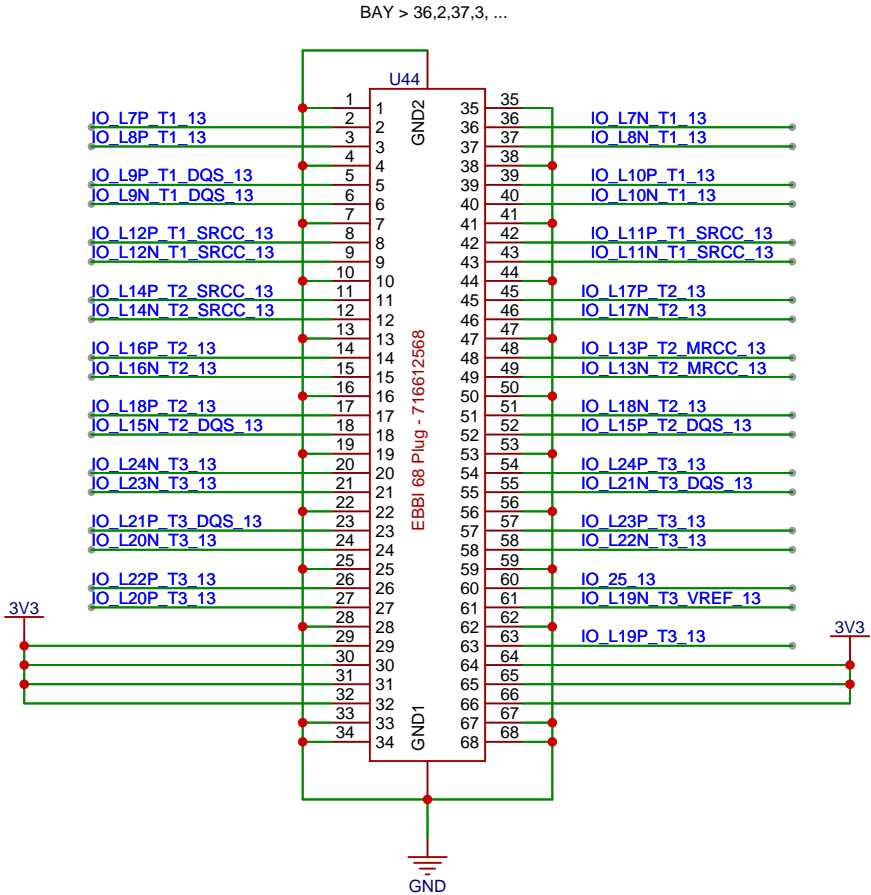 BAY > 36,2,37,3, ...
U44
GND2
1 1 35 35
IO_L7P_T1_13 2 2 36 36 IO_L7N_T1_13
IO_L8P_T1_13 3 3 37 37 IO_L8N_T1_13
4 4 38 38
IO_L9P_T1_DQS_13 5 5 39 39 IO_L10P_T1_13
IO_L9N_T1_DQS_13 6 6 40 40 IO_L10N_T1_13
7 7 41 41
IO_L12P_T1_SRCC_13 8 8 42 42 IO_L11P_T1_SRCC_13
IO_L12N_T1_SRCC_13 9 9 43 43 IO_L11N_T1_SRCC_13
10 10 44 44
IO_L14P_T2_SRCC_13 11 11 45 45 IO_L17P_T2_13
IO_L14N_T2_SRCC_13 12 12 46 46 IO_L17N_T2_13
13 13 47 47
IO_L16P_T2_13 14 14 48 48 IO_L13P_T2_MRCC_13
IO_L16N_T2_13 15 15 49 49 IO_L13N_T2_MRCC_13
16 16 50 50
IO_L18P_T2_13 17 17 51 51 IO_L18N_T2_13
IO_L15N_T2_DQS_13 18 18 52 52 IO_L15P_T2_DQS_13
19 19 53 53
IO_L24N_T3_13 20 20 54 54 IO_L24P_T3_13
IO_L23N_T3_13 21 21 55 55 IO_L21N_T3_DQS_13
22 22 56 56
IO_L21P_T3_DQS_13 23 23 57 57 IO_L23P_T3_13
IO_L20N_T3_13 24 24 58 58 IO_L22N_T3_13
25 25 59 59
IO_L22P_T3_13 26 26 60 60 IO_25_13
IO_L20P_T3_13 27 27 61 61 IO_L19N_T3_VREF_13
28 28 62 62
29 29 63 63 IO_L19P_T3_13
30 30 64 64
31 31 65 65
32 32 66 66
33 33 67 67
34 34 68 68
EBBI 68 Plug - 716612568
GND1
3V3
3V3
GND